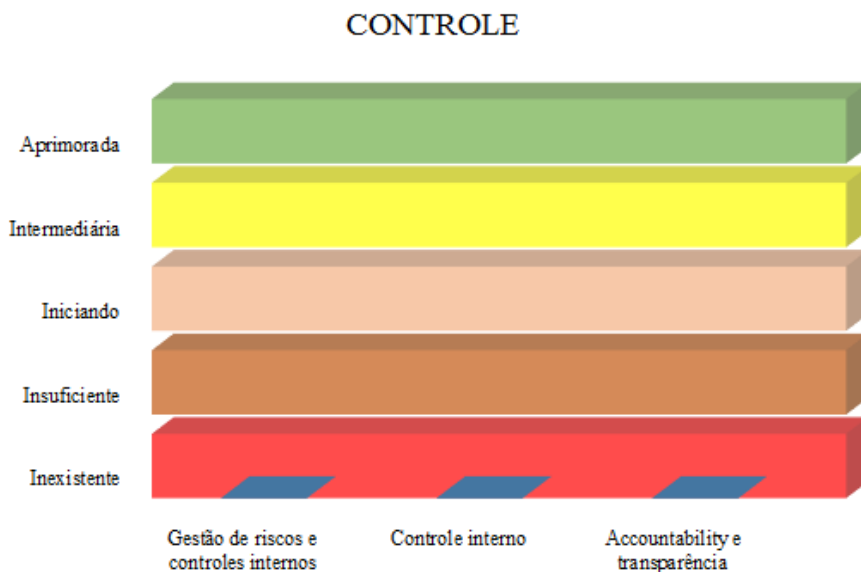 CONTROLE
Aprimorada
Intermediária
Iniciando
Insuficiente
Inexistente
Gestão de riscos e
controles internos
Controle interno
Accountability e
transparência